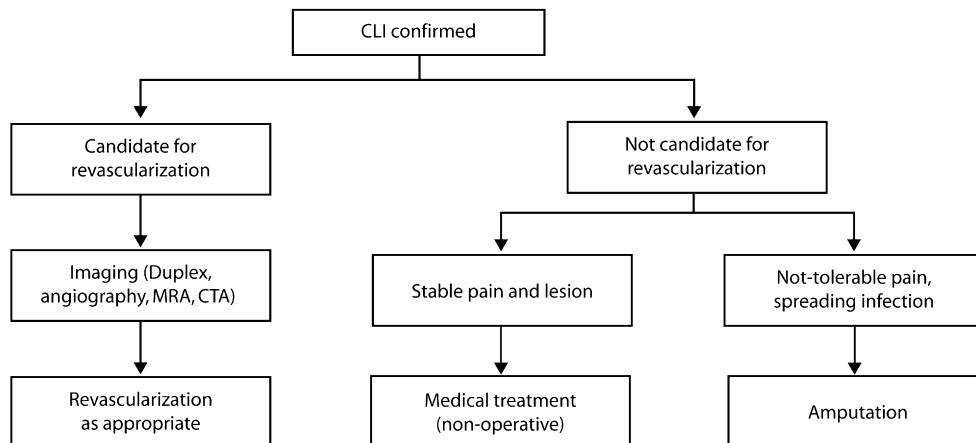 CLI confirmed
Candidate for
revascularization
Not candidate for
revascularization
Imaging (Duplex,
angiography, MRA, CTA)
Stable pain and lesion
Not-tolerable pain,
spreading infection
Revascularization
as appropriate
Medical treatment
(non-operative)
Amputation